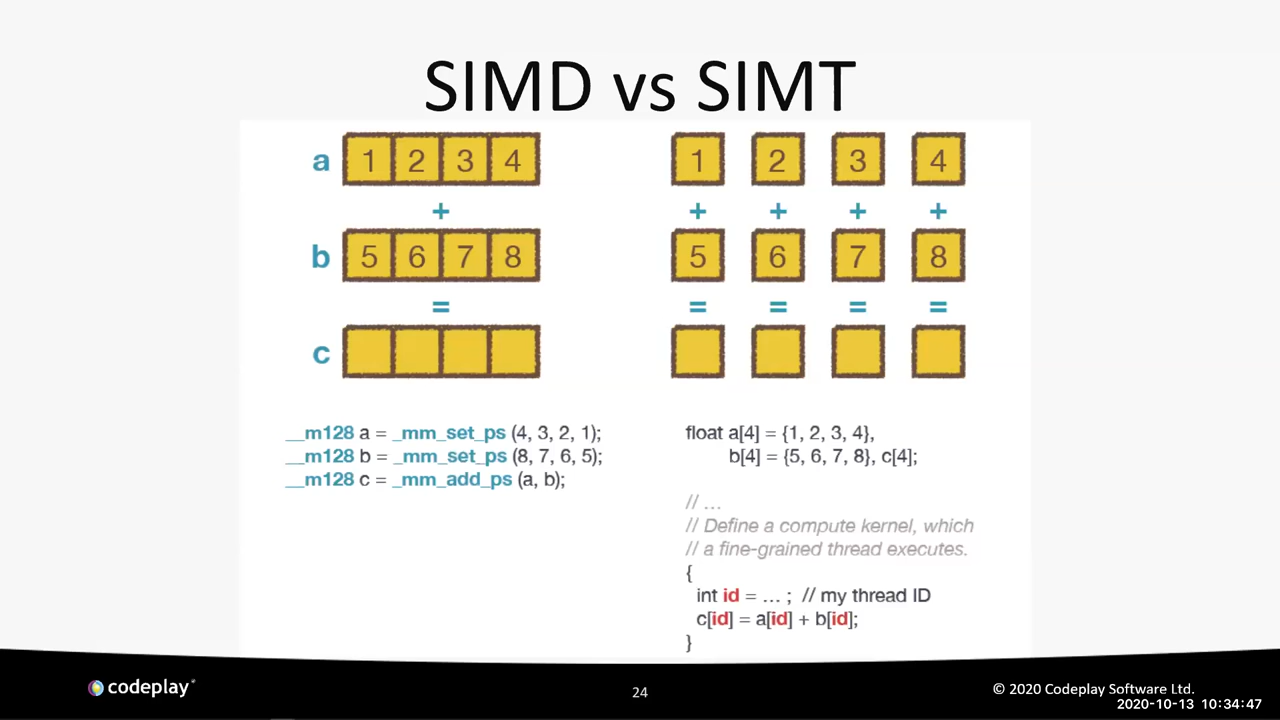 SIMD vs SIMT
a 1 2 3 4
+
b 5 6 7 8
=
c
1 2 3 4
+ + + +
5 6 7 8
= = = =
__m128 a = _mm_set_ps (4, 3, 2, 1);
__m128 b = _mm_set_ps (8, 7, 6, 5);
__m128 c = _mm_add_ps (a, b);
float a[4] = {1, 2, 3, 4},
b[4] = {5, 6, 7, 8}, c[4];
// ...
// Define a compute kernel, which
// a fine-grained thread executes.
{
int id = ... ; // my thread ID
c[id] = a[id] + b[id];
}
codeplay®
24
© 2020 Codeplay Software Ltd.
2020-10-13 10:34:47